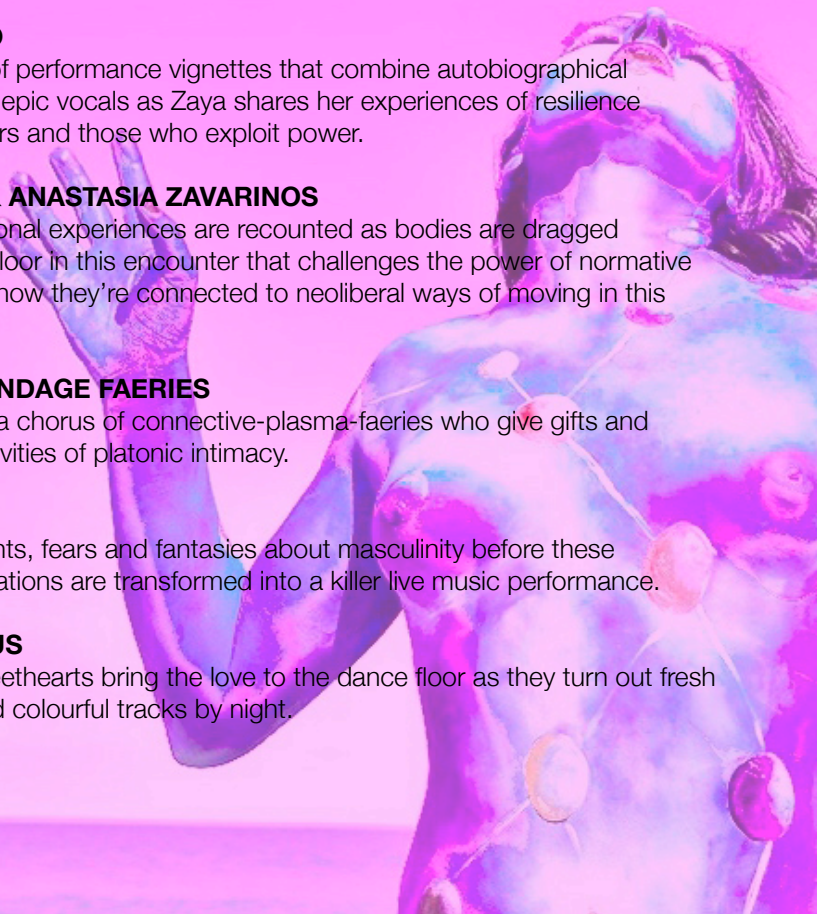 of performance vignettes that combine autobiographical
epic vocals as Zaya shares her experiences of resilience
rs and those who exploit power.
ANASTASIA ZAVARINOS
onal experiences are recounted as bodies are dragged
loor in this encounter that challenges the power of normative
how they’re connected to neoliberal ways of moving in this
NDAGE FAERIES
a chorus of connective-plasma-faeries who give gifts and
vities of platonic intimacy.
nts, fears and fantasies about masculinity before these
ations are transformed into a killer live music performance.
US
ethearts bring the love to the dance floor as they turn out fresh
d colourful tracks by night.